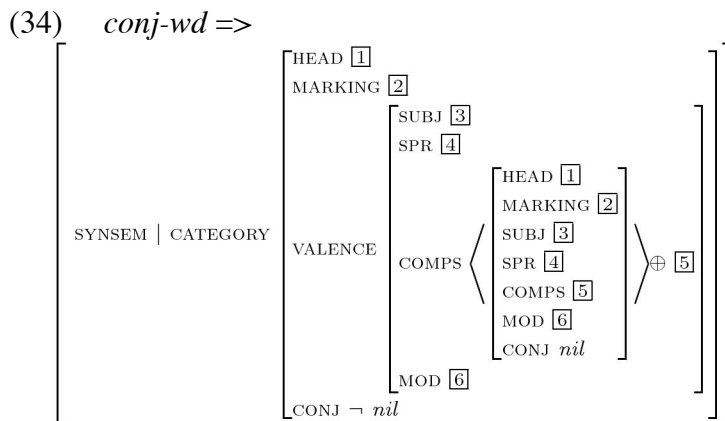 (34) conj-wd =>
HEAD 1
MARKING 2
SUBJ 3
SPR 4
HEAD 1
MARKING 2
SUBJ 3
SYNSEM | CATEGORY VALENCE COMPS ⟨ SPR 4 ⟩ ⊕ 5
COMPS 5
MOD 6
CONJ nil
MOD 6
CONJ ¬ nil